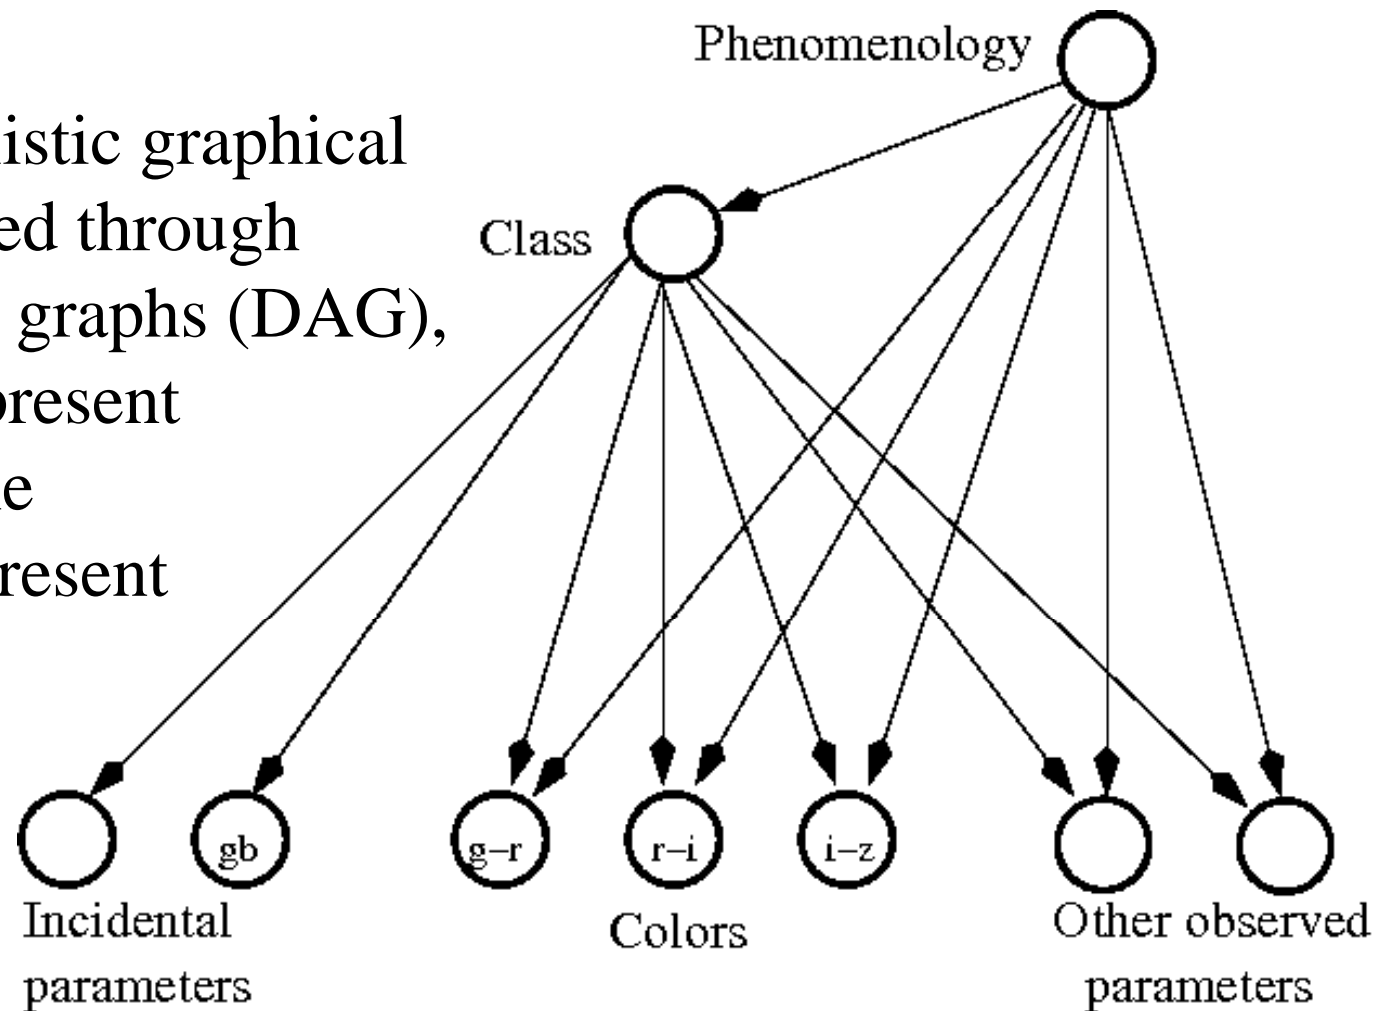 Phenomenology
istic graphical
ed through
Class
graphs (DAG),
present
e
resent
gb
g-r
r-i
i-z
Incidental
parameters
Colors
Other observed
parameters